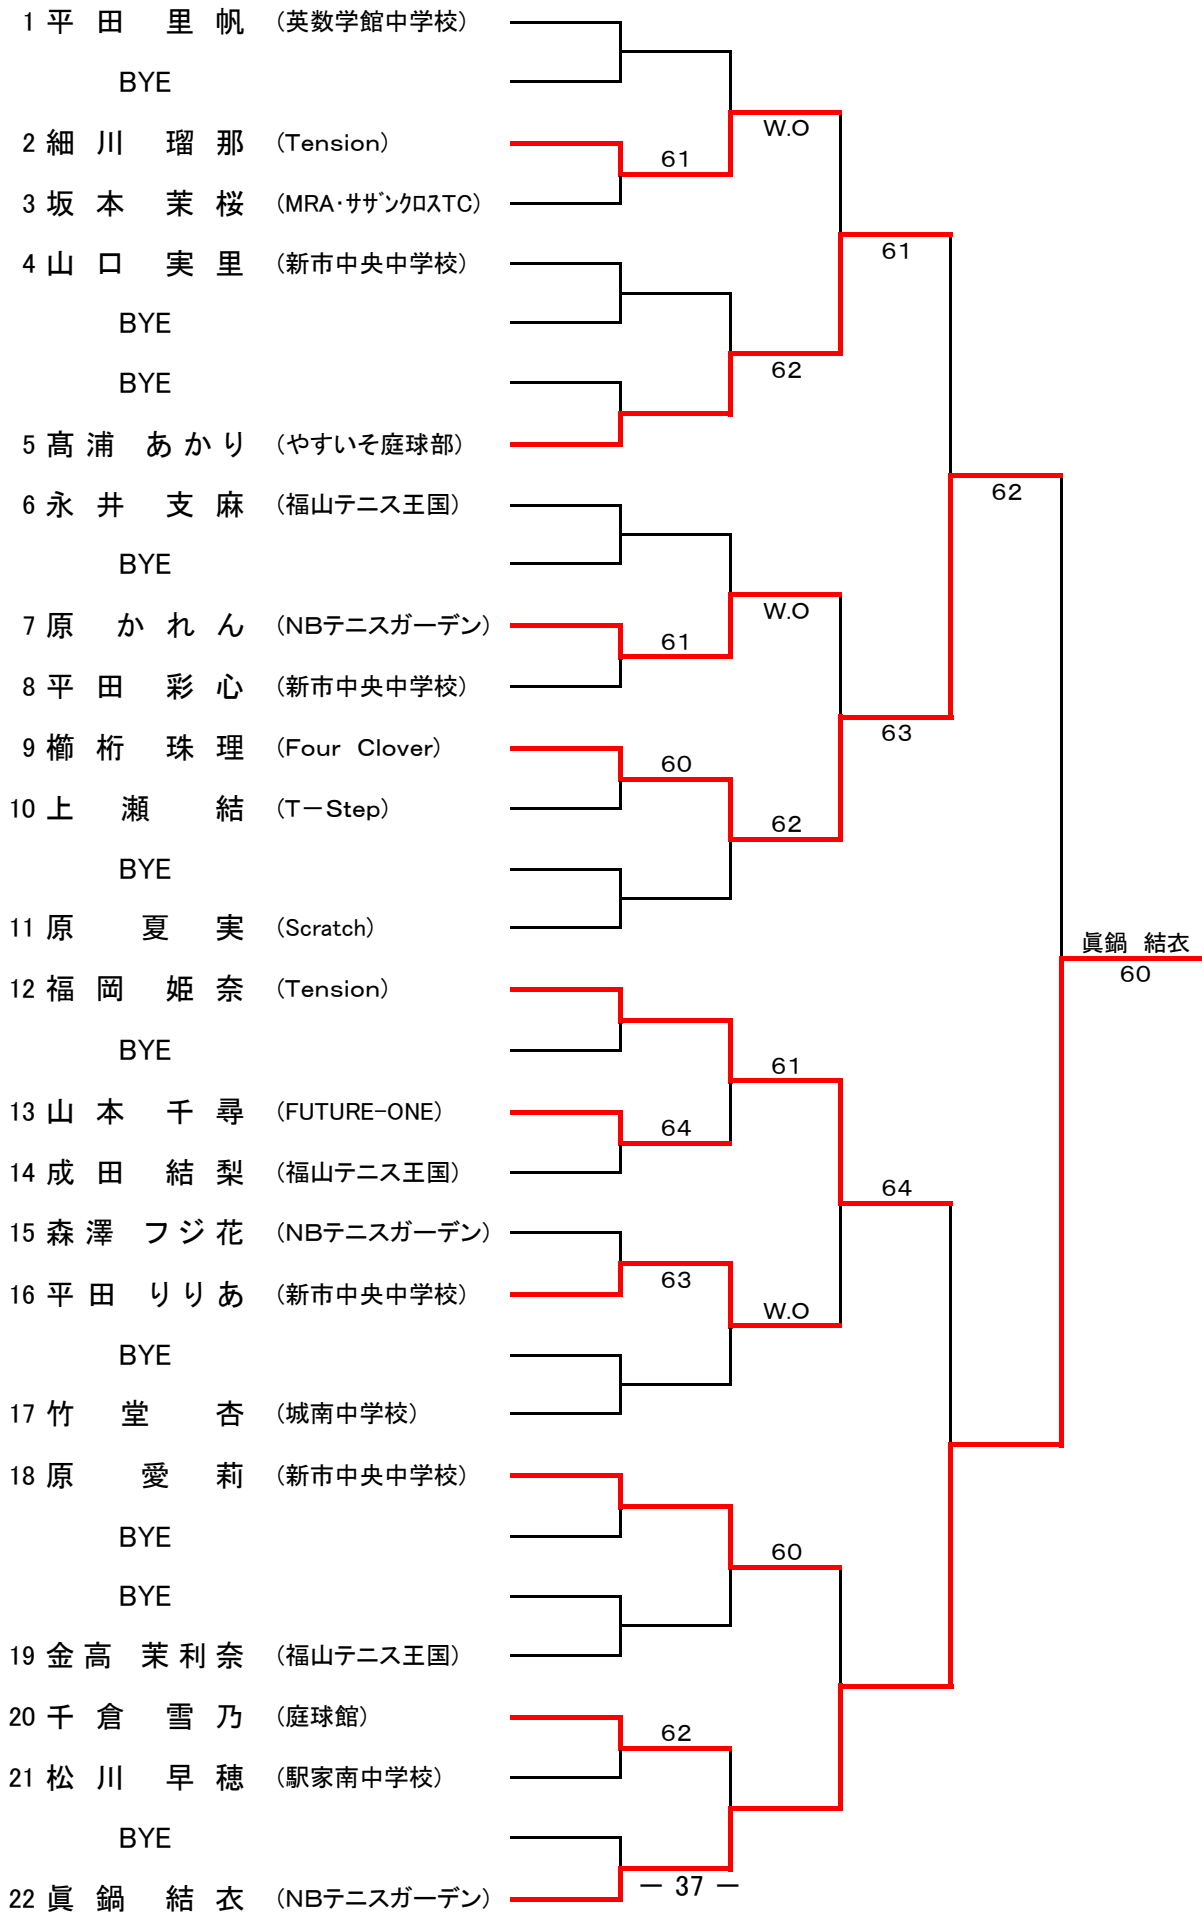 1 平田 里帆 (英数学館中学校)
BYE
W.O
2 細川 瑠那 (Tension)
61
3 坂本 茉桜 (MRA・ｻｻﾞﾝｸﾛｽTC)
61
4 山口 実里 (新市中央中学校)
BYE
62
BYE
5 髙浦 あかり (やすいそ庭球部)
62
6 永井 支麻 (福山テニス王国)
BYE
W.O
7 原 かれん (NBテニスガーデン)
61
8 平田 彩心 (新市中央中学校)
63
9 櫛桁 珠理 (Four Clover)
60
10 上瀬 結 (T－Step)
62
BYE
11 原 夏実 (Scratch)
眞鍋 結衣
60
12 福岡 姫奈 (Tension)
BYE
61
13 山本 千尋 (FUTURE-ONE)
64
14 成田 結梨 (福山テニス王国)
64
15 森澤 フジ花 (NBテニスガーデン)
63
16 平田 りりあ (新市中央中学校)
W.O
BYE
17 竹堂 杏 (城南中学校)
18 原 愛莉 (新市中央中学校)
BYE
60
BYE
19 金高 茉利奈 (福山テニス王国)
20 千倉 雪乃 (庭球館)
62
21 松川 早穂 (駅家南中学校)
BYE
22 眞鍋 結衣 (NBテニスガーデン)
－ 37 －